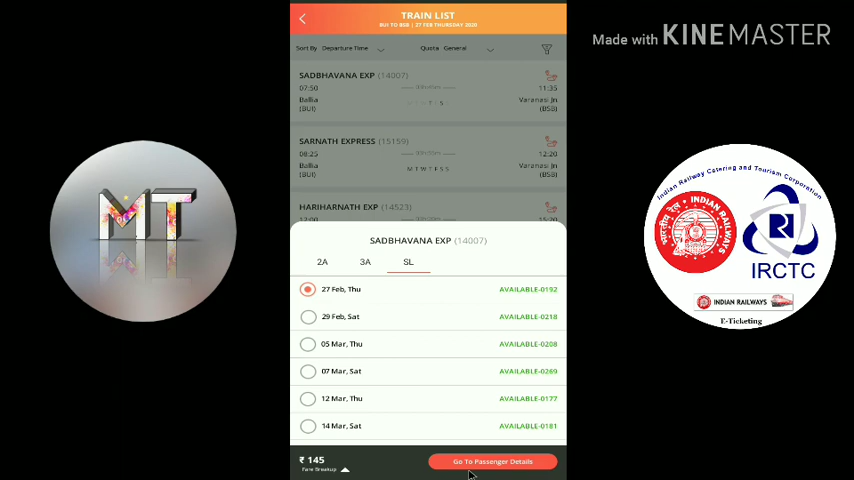 TRAIN LIST
BUI TO BSB | 27 FEB THURSDAY 2020
Sort By Departure Time Quota General
SADBHAVANA EXP (14007)
07:50 11:35
Ballia Varanasi Jn
(BUI) (BSB)
SARNATH EXPRESS (15159)
08:25 12:20
Ballia M T W T F S S Varanasi Jn
(BUI) (BSB)
HARIHARNATH EXP (14523)
SADBHAVANA EXP (14007)
2A 3A SL
27 Feb, Thu AVAILABLE-0192
29 Feb, Sat AVAILABLE-0218
05 Mar, Thu AVAILABLE-0208
07 Mar, Sat AVAILABLE-0269
12 Mar, Thu AVAILABLE-0177
14 Mar, Sat AVAILABLE-0181
₹ 145
Fare Breakup
Go To Passenger Details
MT
Made with KINEMASTER
Indian Railway Catering and Tourism Corporation
INDIAN RAILWAYS
भारतीय रेल
IRCTC
INDIAN RAILWAYS
E-Ticketing